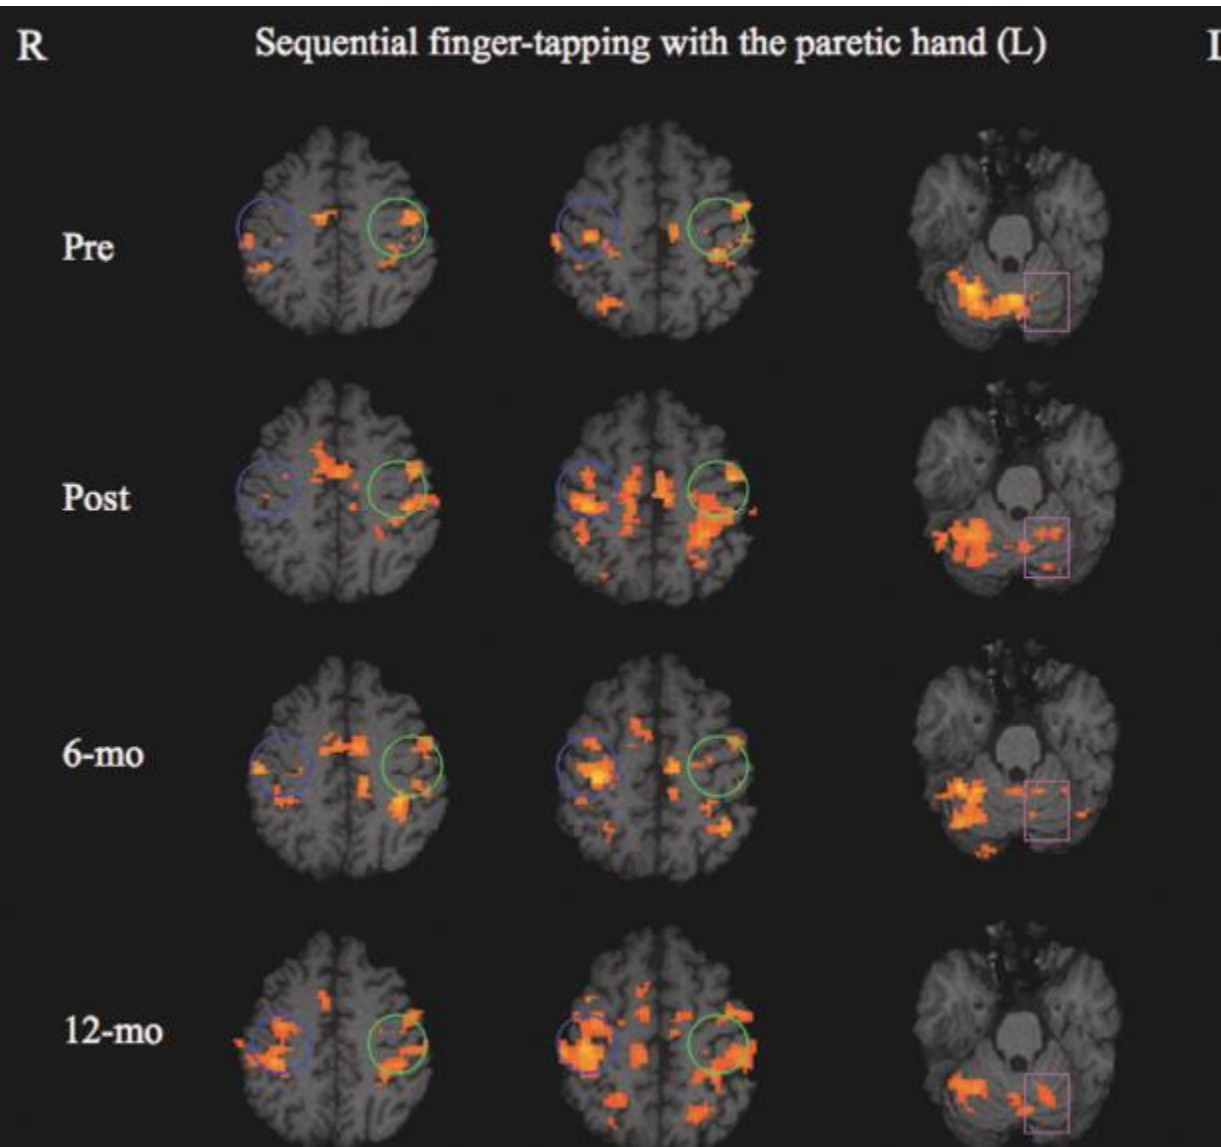 R
Sequential finger-tapping with the paretic hand (L)
Pre
Post
6-mo
12-mo